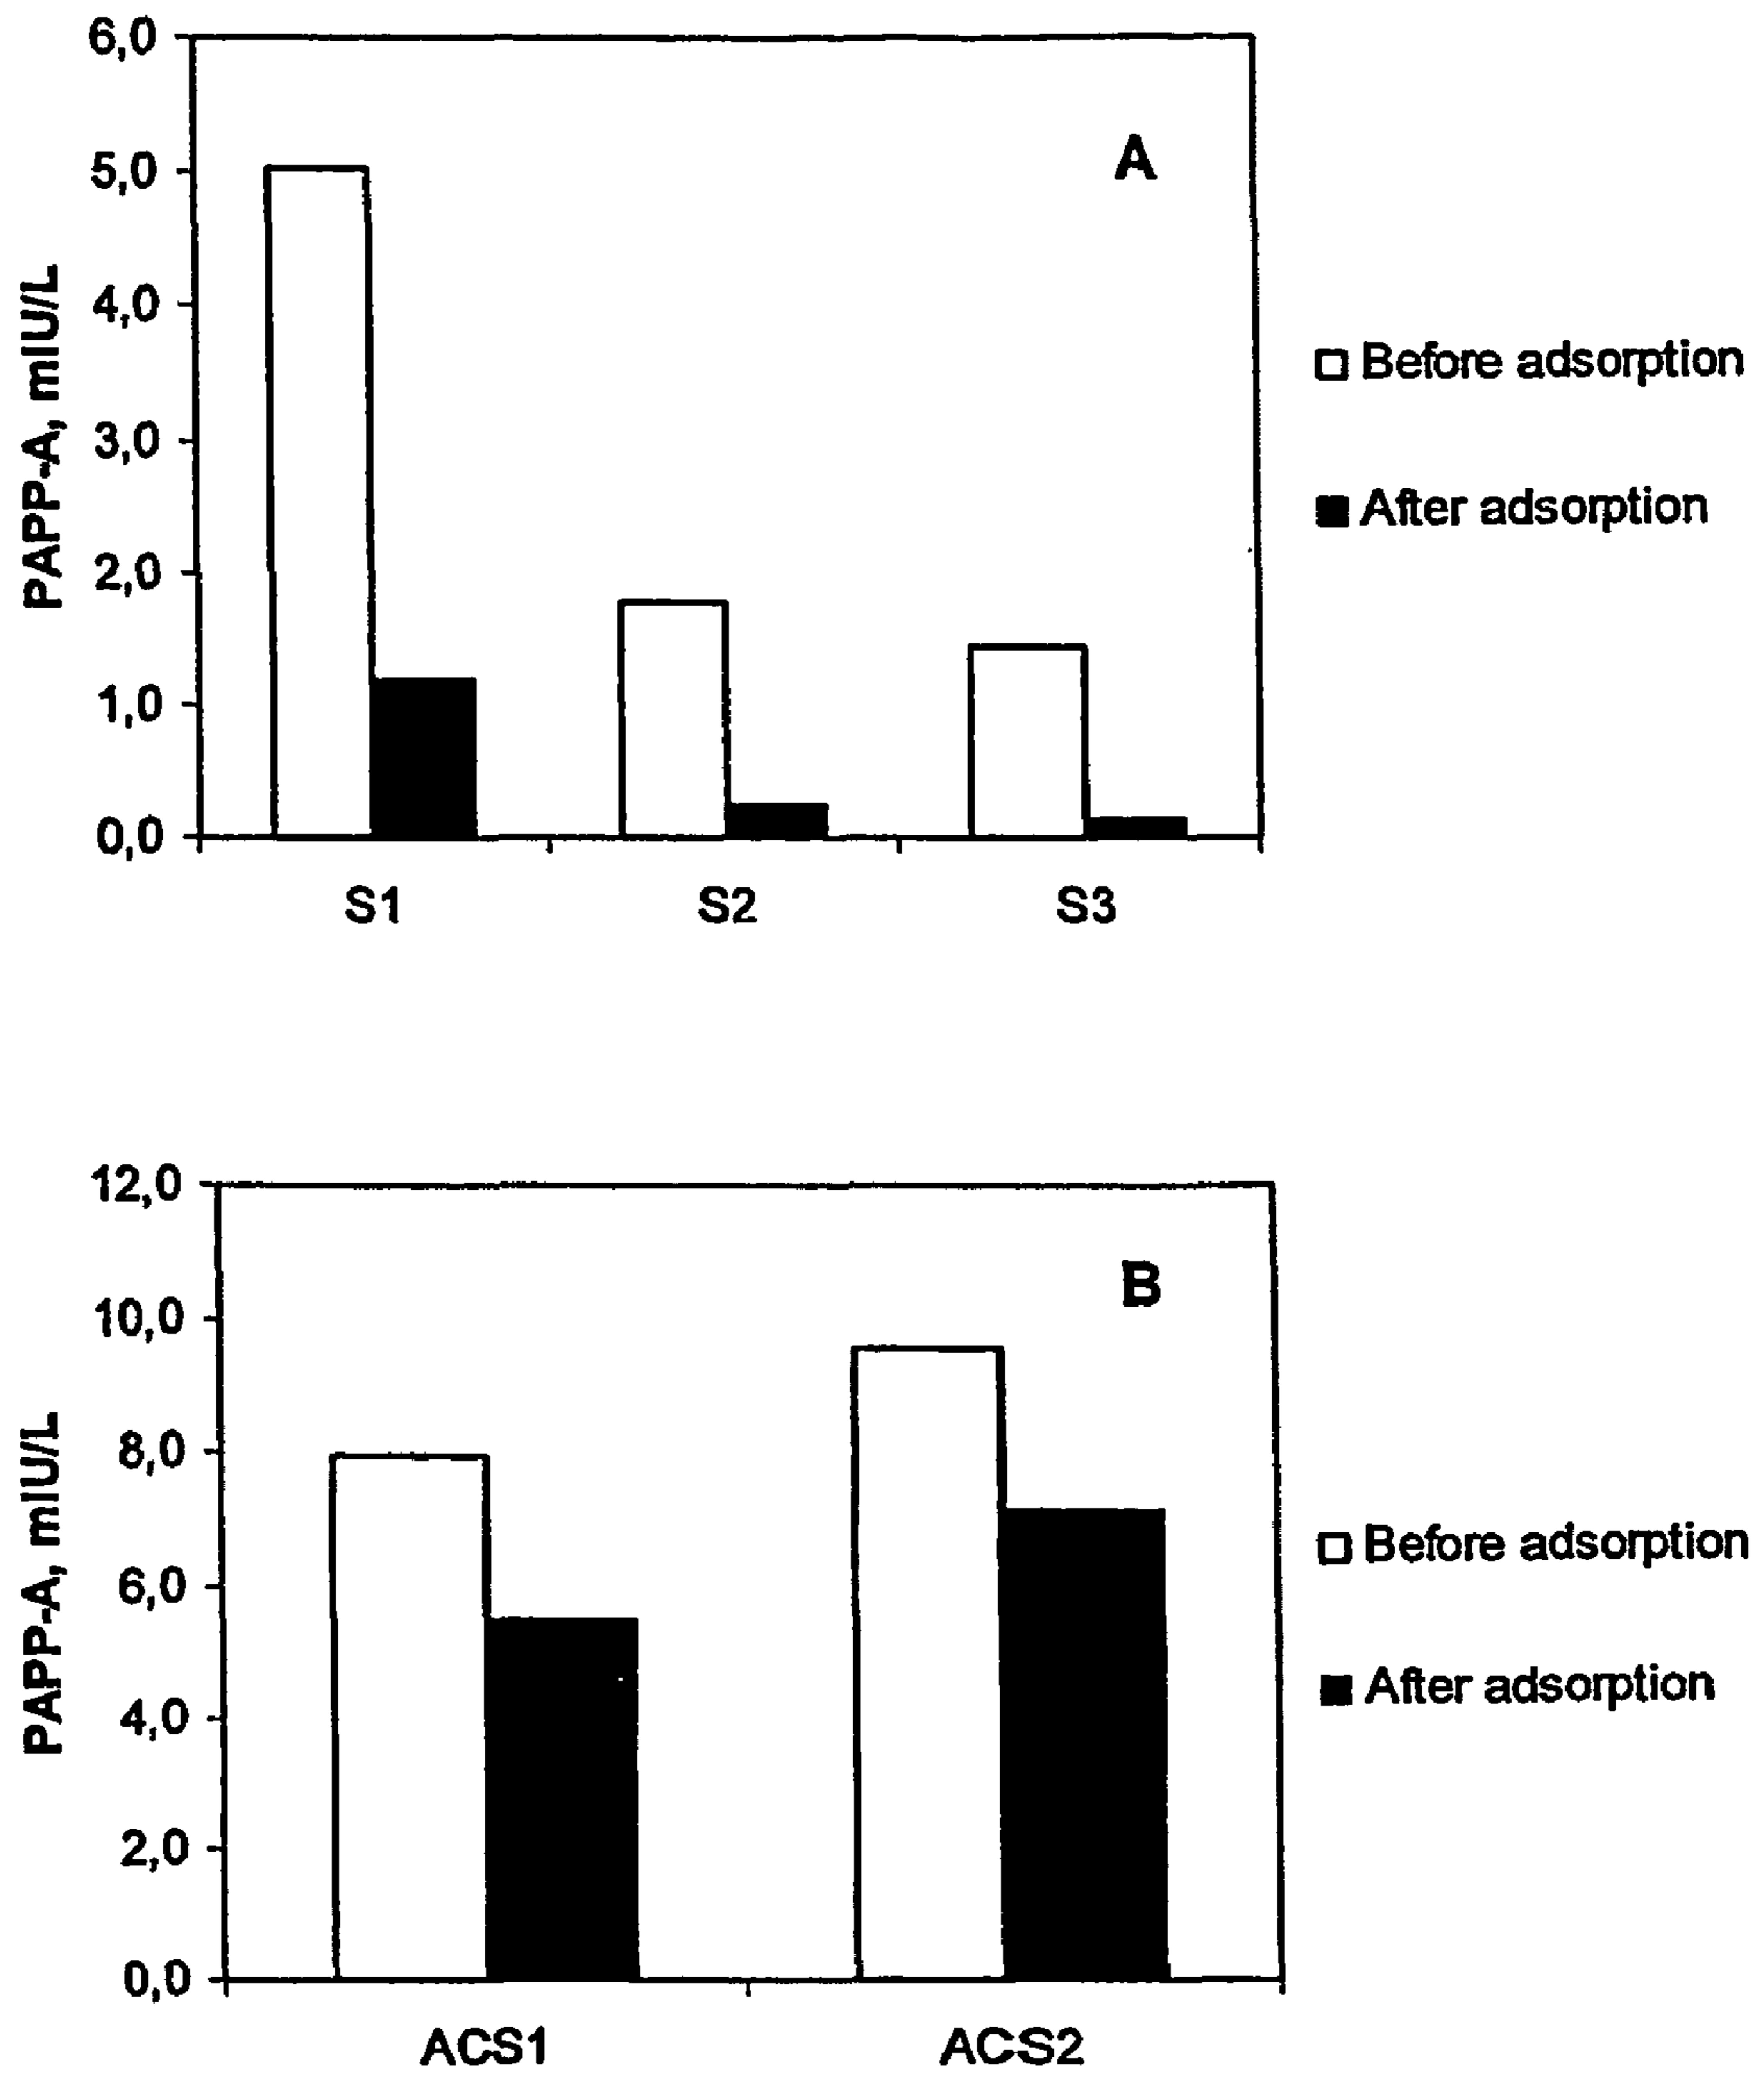 6,0
A
5,0
4,0
3,0
2,0
1,0
0,0
PAPP-A, mIU/L
Before adsorption
After adsorption
S1 S2 S3
12,0
B
10,0
8,0
6,0
4,0
2,0
0,0
PAPP-A, mIU/L
Before adsorption
After adsorption
ACS1 ACS2